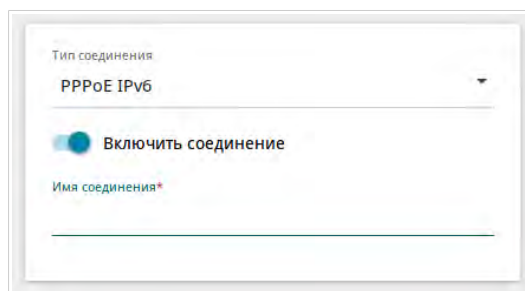 Тип соединения
PPPoE IPv6
Включить соединение
Имя соединения*